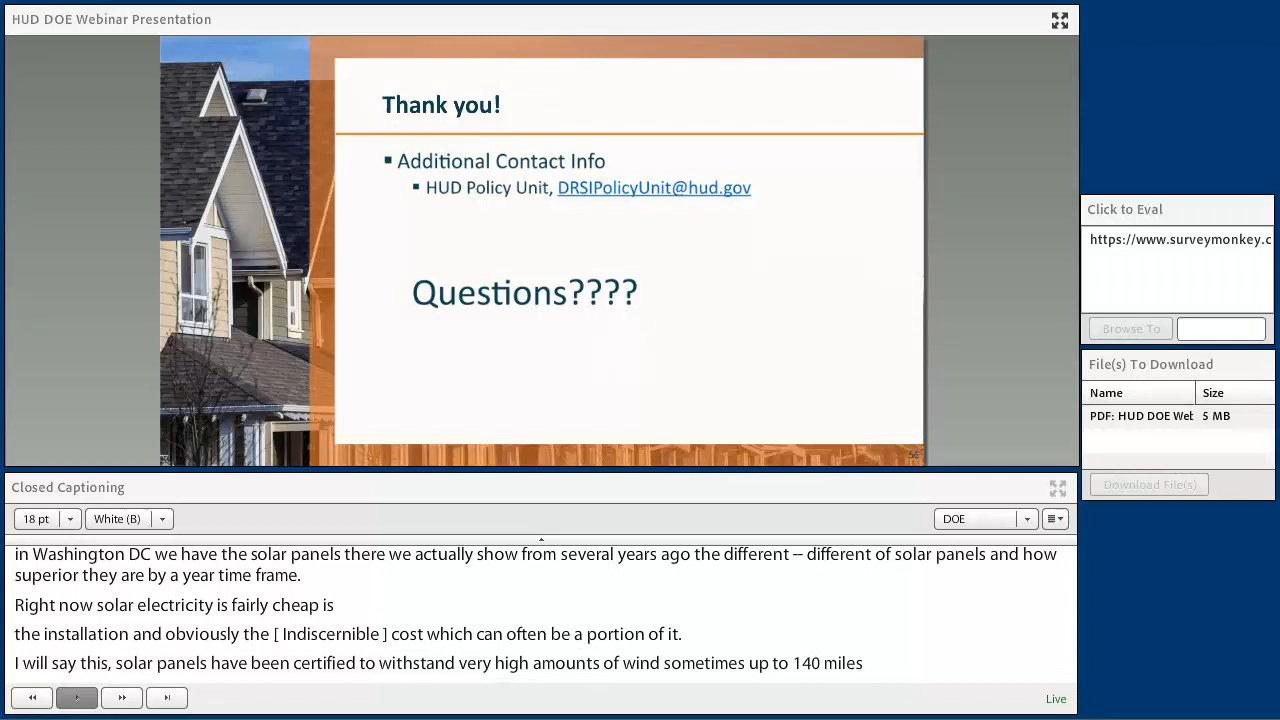 HUD DOE Webinar Presentation
Thank you!
Additional Contact Info
HUD Policy Unit, DRSIPolicyUnit@hud.gov
Questions????
56
Click to Eval
https://www.surveymonkey.c
Browse To
File(s) To Download
Name Size
PDF: HUD DOE Wet 5 MB
Download File(s)
Closed Captioning
18 pt White (B) DOE
in Washington DC we have the solar panels there we actually show from several years ago the different -- different of solar panels and how
superior they are by a year time frame.
Right now solar electricity is fairly cheap is
the installation and obviously the [ Indiscernible ] cost which can often be a portion of it.
I will say this, solar panels have been certified to withstand very high amounts of wind sometimes up to 140 miles
Live